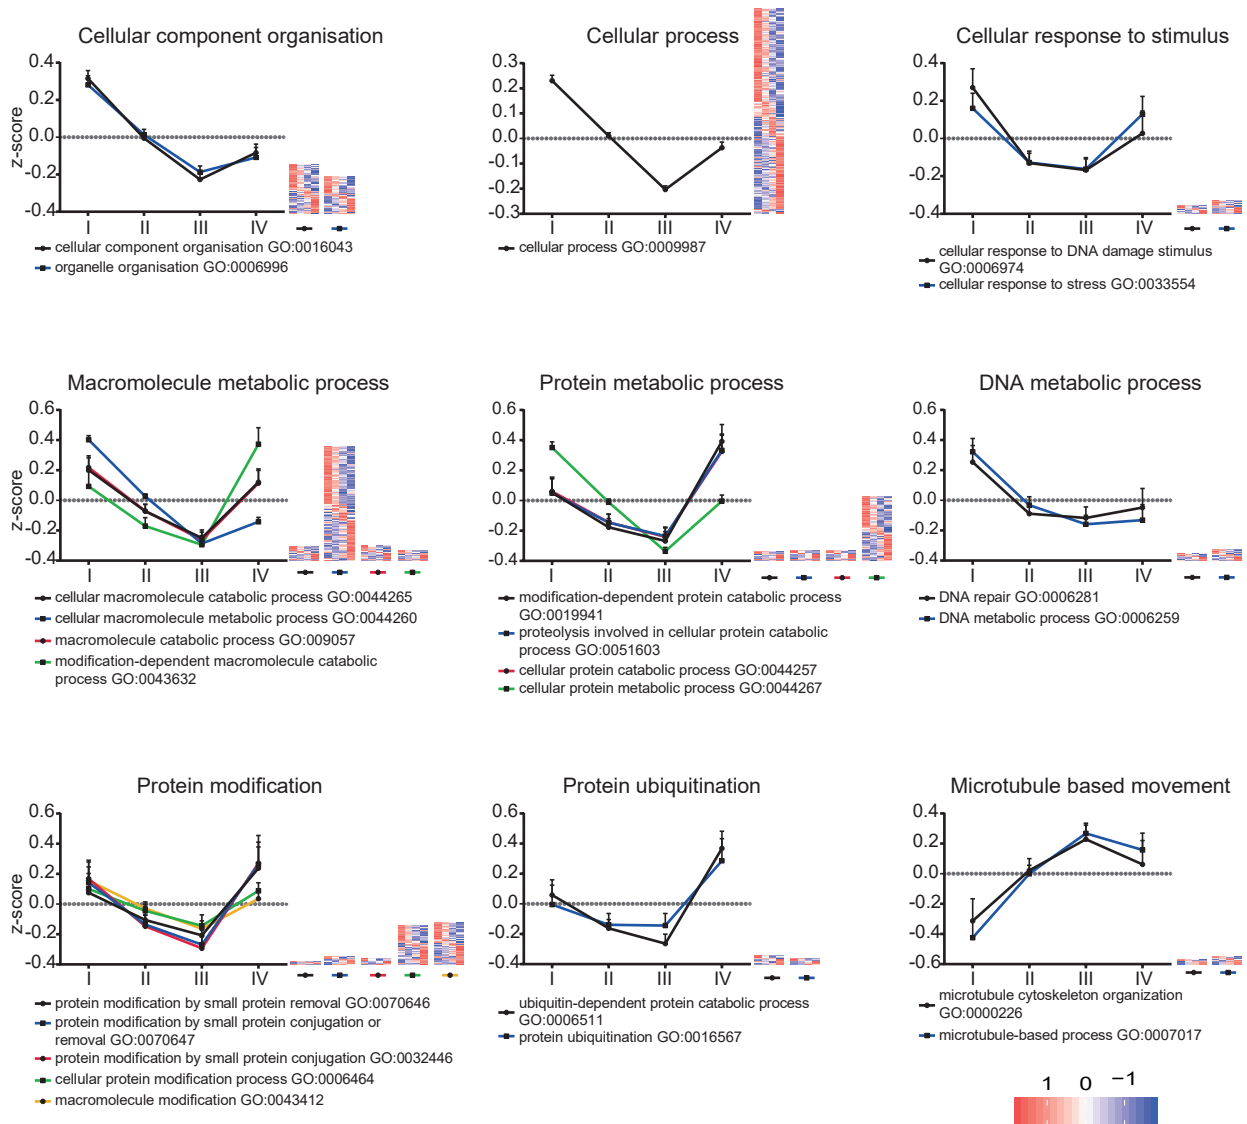 Cellular component organisation
Cellular process
Cellular response to stimulus
z-score
0.4
0.2
0.0
-0.2
-0.4
I II III IV
cellular component organisation GO:0016043
organelle organisation GO:0006996
0.3
0.2
0.1
0.0
-0.1
-0.2
-0.3
I II III IV
cellular process GO:0009987
0.4
0.2
0.0
-0.2
-0.4
I II III IV
cellular response to DNA damage stimulus
GO:0006974
cellular response to stress GO:0033554
Macromolecule metabolic process
Protein metabolic process
DNA metabolic process
z-score
0.6
0.4
0.2
0.0
-0.2
-0.4
I II III IV
cellular macromolecule catabolic process GO:0044265
cellular macromolecule metabolic process GO:0044260
macromolecule catabolic process GO:009057
modification-dependent macromolecule catabolic
process GO:0043632
0.6
0.4
0.2
0.0
-0.2
-0.4
I II III IV
modification-dependent protein catabolic process
GO:0019941
proteolysis involved in cellular protein catabolic
process GO:0051603
cellular protein catabolic process GO:0044257
cellular protein metabolic process GO:0044267
0.6
0.4
0.2
0.0
-0.2
-0.4
I II III IV
DNA repair GO:0006281
DNA metabolic process GO:0006259
Protein modification
Protein ubiquitination
Microtubule based movement
z-score
0.6
0.4
0.2
0.0
-0.2
-0.4
I II III IV
protein modification by small protein removal GO:0070646
protein modification by small protein conjugation or
removal GO:0070647
protein modification by small protein conjugation GO:0032446
cellular protein modification process GO:0006464
macromolecule modification GO:0043412
0.6
0.4
0.2
0.0
-0.2
-0.4
I II III IV
ubiquitin-dependent protein catabolic process
GO:0006511
protein ubiquitination GO:0016567
0.4
0.2
0.0
-0.2
-0.4
-0.6
I II III IV
microtubule cytoskeleton organization
GO:0000226
microtubule-based process GO:0007017
1 0 −1